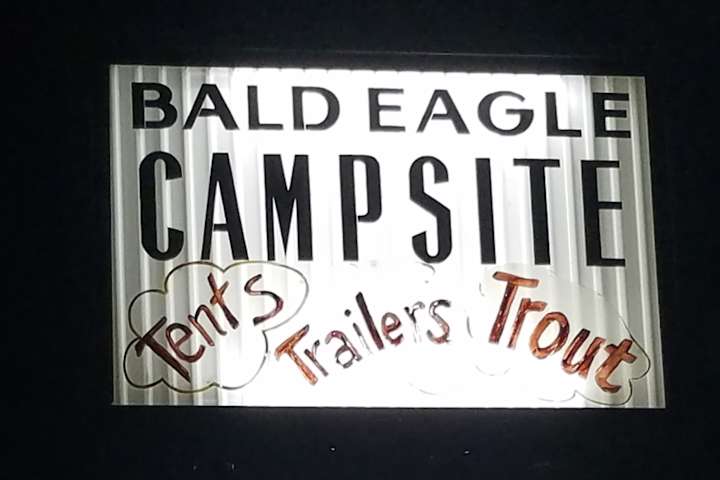 BALD EAGLE
CAMPSITE
Tents Trailers Trout